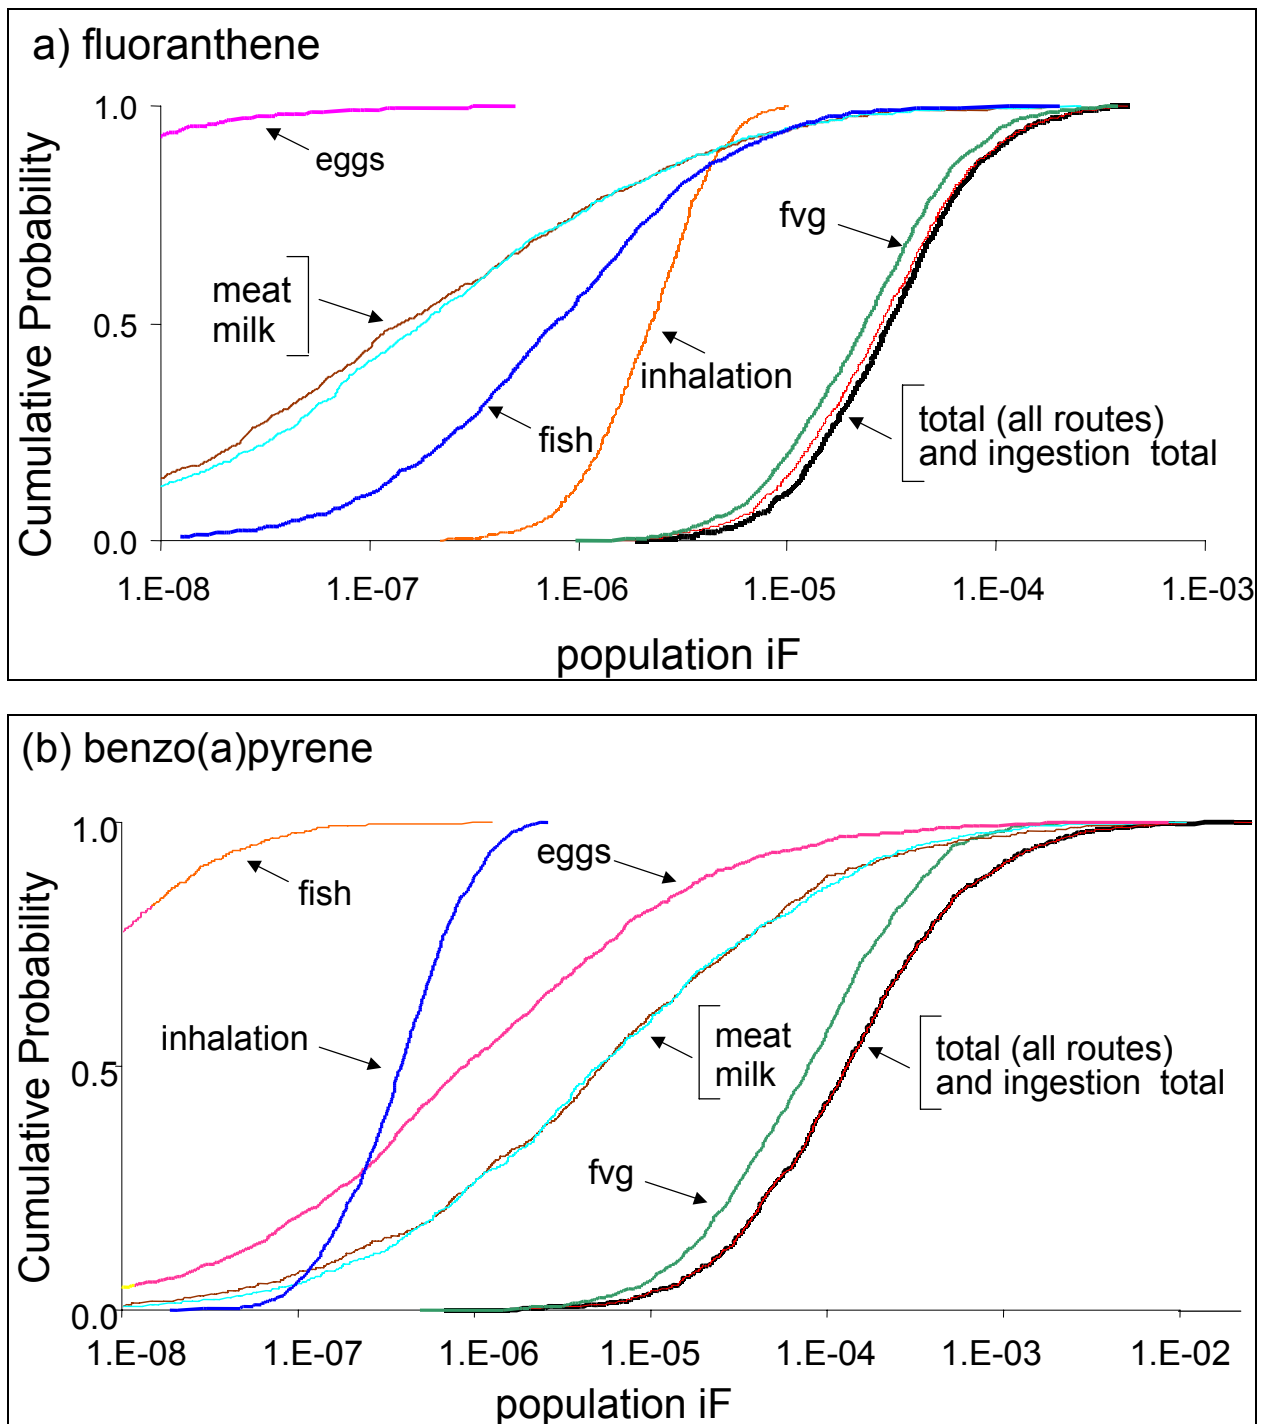 a) fluoranthene
Cumulative Probability
1.0
0.5
0.0
eggs
meat
milk
fish
inhalation
fvg
total (all routes)
and ingestion total
1.E-08 1.E-07 1.E-06 1.E-05 1.E-04 1.E-03
population iF
(b) benzo(a)pyrene
Cumulative Probability
1.0
0.5
0.0
fish
eggs
inhalation
meat
milk
fvg
total (all routes)
and ingestion total
1.E-08 1.E-07 1.E-06 1.E-05 1.E-04 1.E-03 1.E-02
population iF